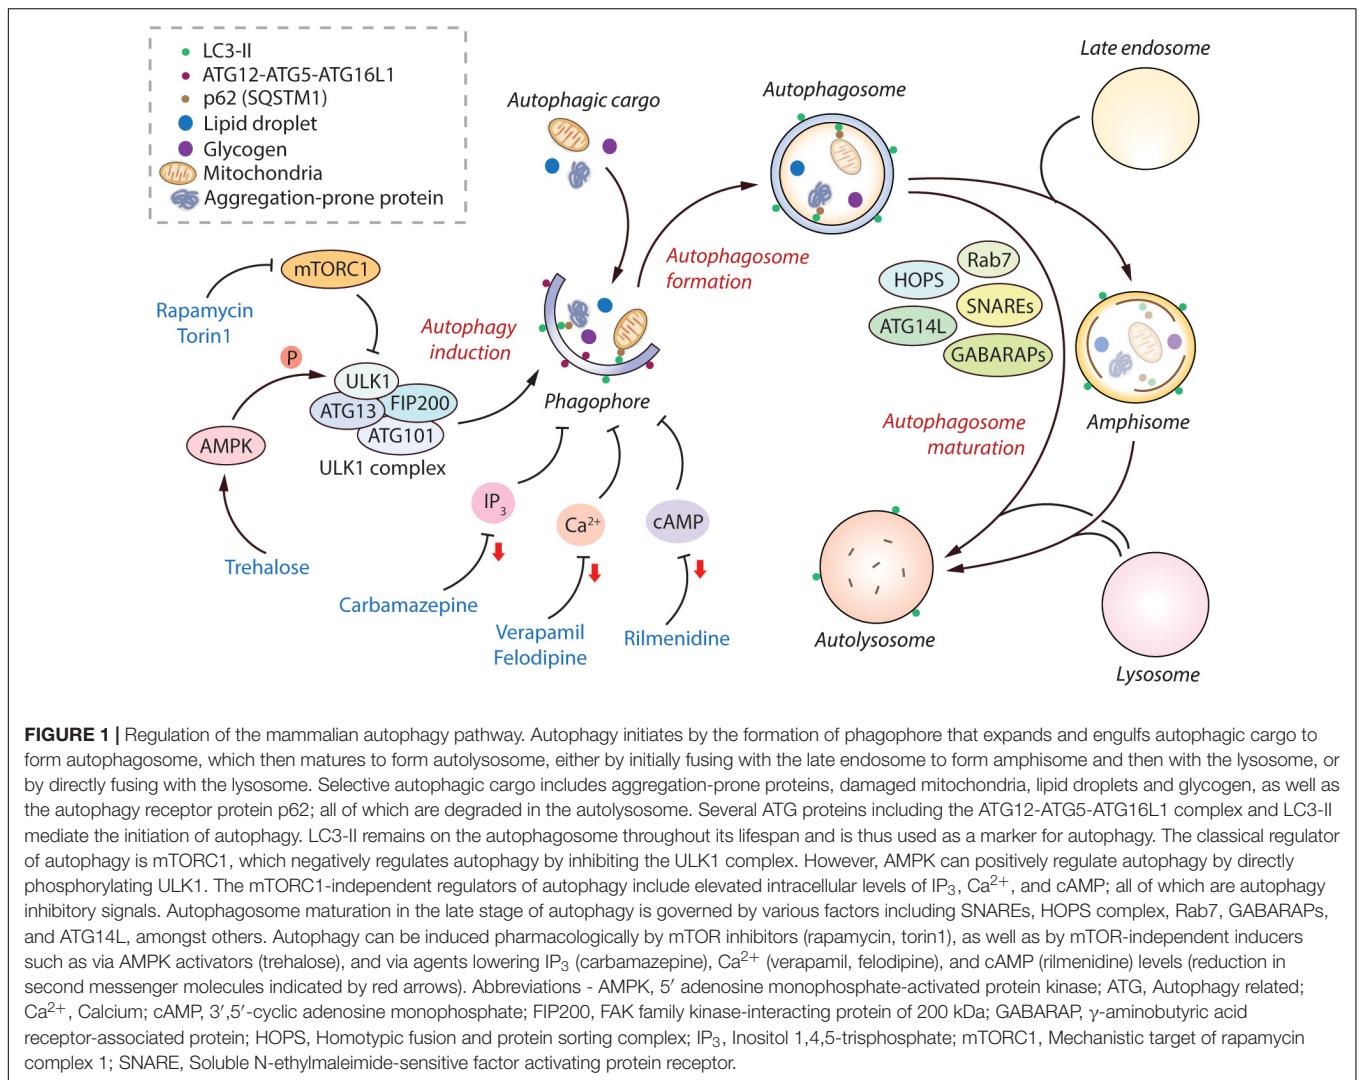 LC3-II
ATG12-ATG5-ATG16L1
p62 (SQSTM1)
Lipid droplet
Glycogen
Mitochondria
Aggregation-prone protein
Autophagic cargo
Autophagosome
Late endosome
mTORC1
Rapamycin
Torin1
Autophagy
induction
Autophagosome
formation
HOPS
Rab7
SNAREs
ATG14L
GABARAPs
P
ULK1
ATG13
FIP200
ATG101
ULK1 complex
AMPK
Trehalose
Phagophore
Autophagosome
maturation
Amphisome
IP3
Ca2+
cAMP
Carbamazepine
Verapamil
Felodipine
Rilmenidine
Autolysosome
Lysosome
FIGURE 1 | Regulation of the mammalian autophagy pathway. Autophagy initiates by the formation of phagophore that expands and engulfs autophagic cargo to
form autophagosome, which then matures to form autolysosome, either by initially fusing with the late endosome to form amphisome and then with the lysosome, or
by directly fusing with the lysosome. Selective autophagic cargo includes aggregation-prone proteins, damaged mitochondria, lipid droplets and glycogen, as well as
the autophagy receptor protein p62; all of which are degraded in the autolysosome. Several ATG proteins including the ATG12-ATG5-ATG16L1 complex and LC3-II
mediate the initiation of autophagy. LC3-II remains on the autophagosome throughout its lifespan and is thus used as a marker for autophagy. The classical regulator
of autophagy is mTORC1, which negatively regulates autophagy by inhibiting the ULK1 complex. However, AMPK can positively regulate autophagy by directly
phosphorylating ULK1. The mTORC1-independent regulators of autophagy include elevated intracellular levels of IP3, Ca2+, and cAMP; all of which are autophagy
inhibitory signals. Autophagosome maturation in the late stage of autophagy is governed by various factors including SNAREs, HOPS complex, Rab7, GABARAPs,
and ATG14L, amongst others. Autophagy can be induced pharmacologically by mTOR inhibitors (rapamycin, torin1), as well as by mTOR-independent inducers
such as via AMPK activators (trehalose), and via agents lowering IP3 (carbamazepine), Ca2+ (verapamil, felodipine), and cAMP (rilmenidine) levels (reduction in
second messenger molecules indicated by red arrows). Abbreviations - AMPK, 5′ adenosine monophosphate-activated protein kinase; ATG, Autophagy related;
Ca2+, Calcium; cAMP, 3′,5′-cyclic adenosine monophosphate; FIP200, FAK family kinase-interacting protein of 200 kDa; GABARAP, γ-aminobutyric acid
receptor-associated protein; HOPS, Homotypic fusion and protein sorting complex; IP3, Inositol 1,4,5-trisphosphate; mTORC1, Mechanistic target of rapamycin
complex 1; SNARE, Soluble N-ethylmaleimide-sensitive factor activating protein receptor.